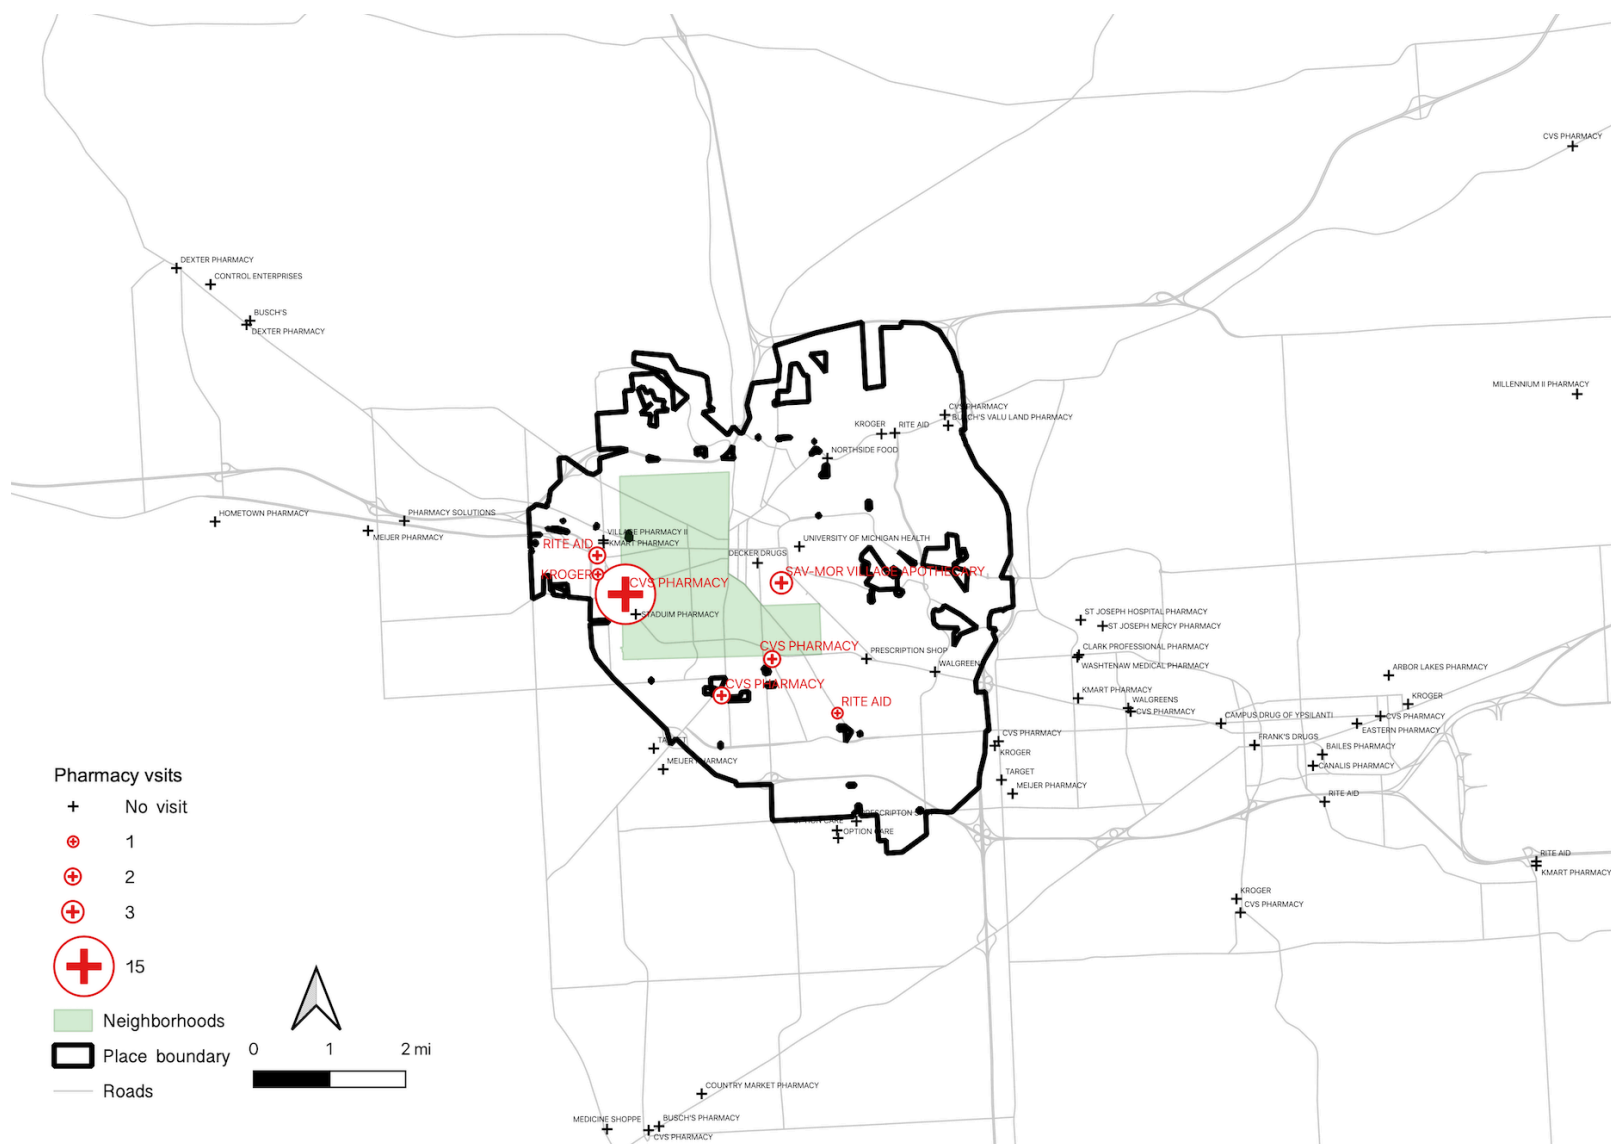 CVS PHARMACY
DEXTER PHARMACY
CONTROL ENTERPRISES
BUSCH'S
DEXTER PHARMACY
MILLENNIUM II PHARMACY
CVS PHARMACY
BUSCH'S VALU LAND PHARMACY
KROGER
RITE AID
NORTHSIDE FOOD
HOMETOWN PHARMACY
PHARMACY SOLUTIONS
MEIJER PHARMACY
VILLAGE PHARMACY II
KMART PHARMACY
RITE AID
UNIVERSITY OF MICHIGAN HEALTH
DECKER DRUGS
KROGER
CVS PHARMACY
SAV-MOR VILLAGE APOTHECARY
STADUIM PHARMACY
ST JOSEPH HOSPITAL PHARMACY
ST JOSEPH MERCY PHARMACY
CVS PHARMACY
PRESCRIPTION SHOP
CLARK PROFESSIONAL PHARMACY
WASHTENAW MEDICAL PHARMACY
WALGREEN
ARBOR LAKES PHARMACY
CVS PHARMACY
KMART PHARMACY
WALGREENS
CVS PHARMACY
KROGER
RITE AID
CAMPUS DRUG OF YPSILANTI
CVS PHARMACY
EASTERN PHARMACY
CVS PHARMACY
KROGER
FRANK'S DRUGS
BAILES PHARMACY
MEIJER PHARMACY
CANALIS PHARMACY
TARGET
MEIJER PHARMACY
RITE AID
OPTION CARE
RITE AID
KMART PHARMACY
KROGER
CVS PHARMACY
Pharmacy vsits
No visit
1
2
3
15
Neighborhoods
Place boundary
Roads
0 1 2 mi
COUNTRY MARKET PHARMACY
MEDICINE SHOPPE
BUSCH'S PHARMACY
CVS PHARMACY